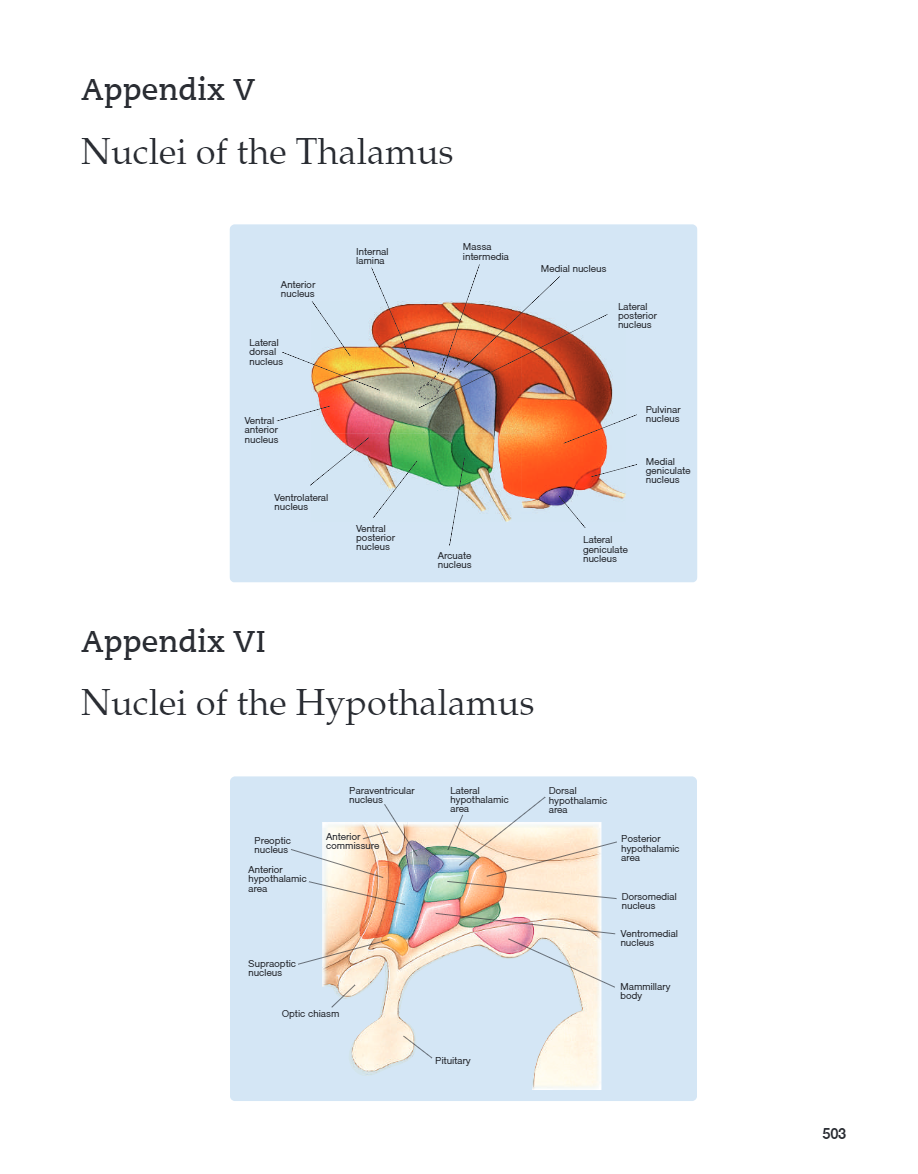 Appendix V
Nuclei of the Thalamus
Internal
lamina
Massa
intermedia
Medial nucleus
Anterior
nucleus
Lateral
posterior
nucleus
Lateral
dorsal
nucleus
Pulvinar
nucleus
Ventral
anterior
nucleus
Medial
geniculate
nucleus
Ventrolateral
nucleus
Ventral
posterior
nucleus
Arcuate
nucleus
Lateral
geniculate
nucleus
Appendix VI
Nuclei of the Hypothalamus
Paraventricular
nucleus
Lateral
hypothalamic
area
Dorsal
hypothalamic
area
Preoptic
nucleus
Anterior
commissure
Posterior
hypothalamic
area
Anterior
hypothalamic
area
Dorsomedial
nucleus
Ventromedial
nucleus
Supraoptic
nucleus
Mammillary
body
Optic chiasm
Pituitary
503